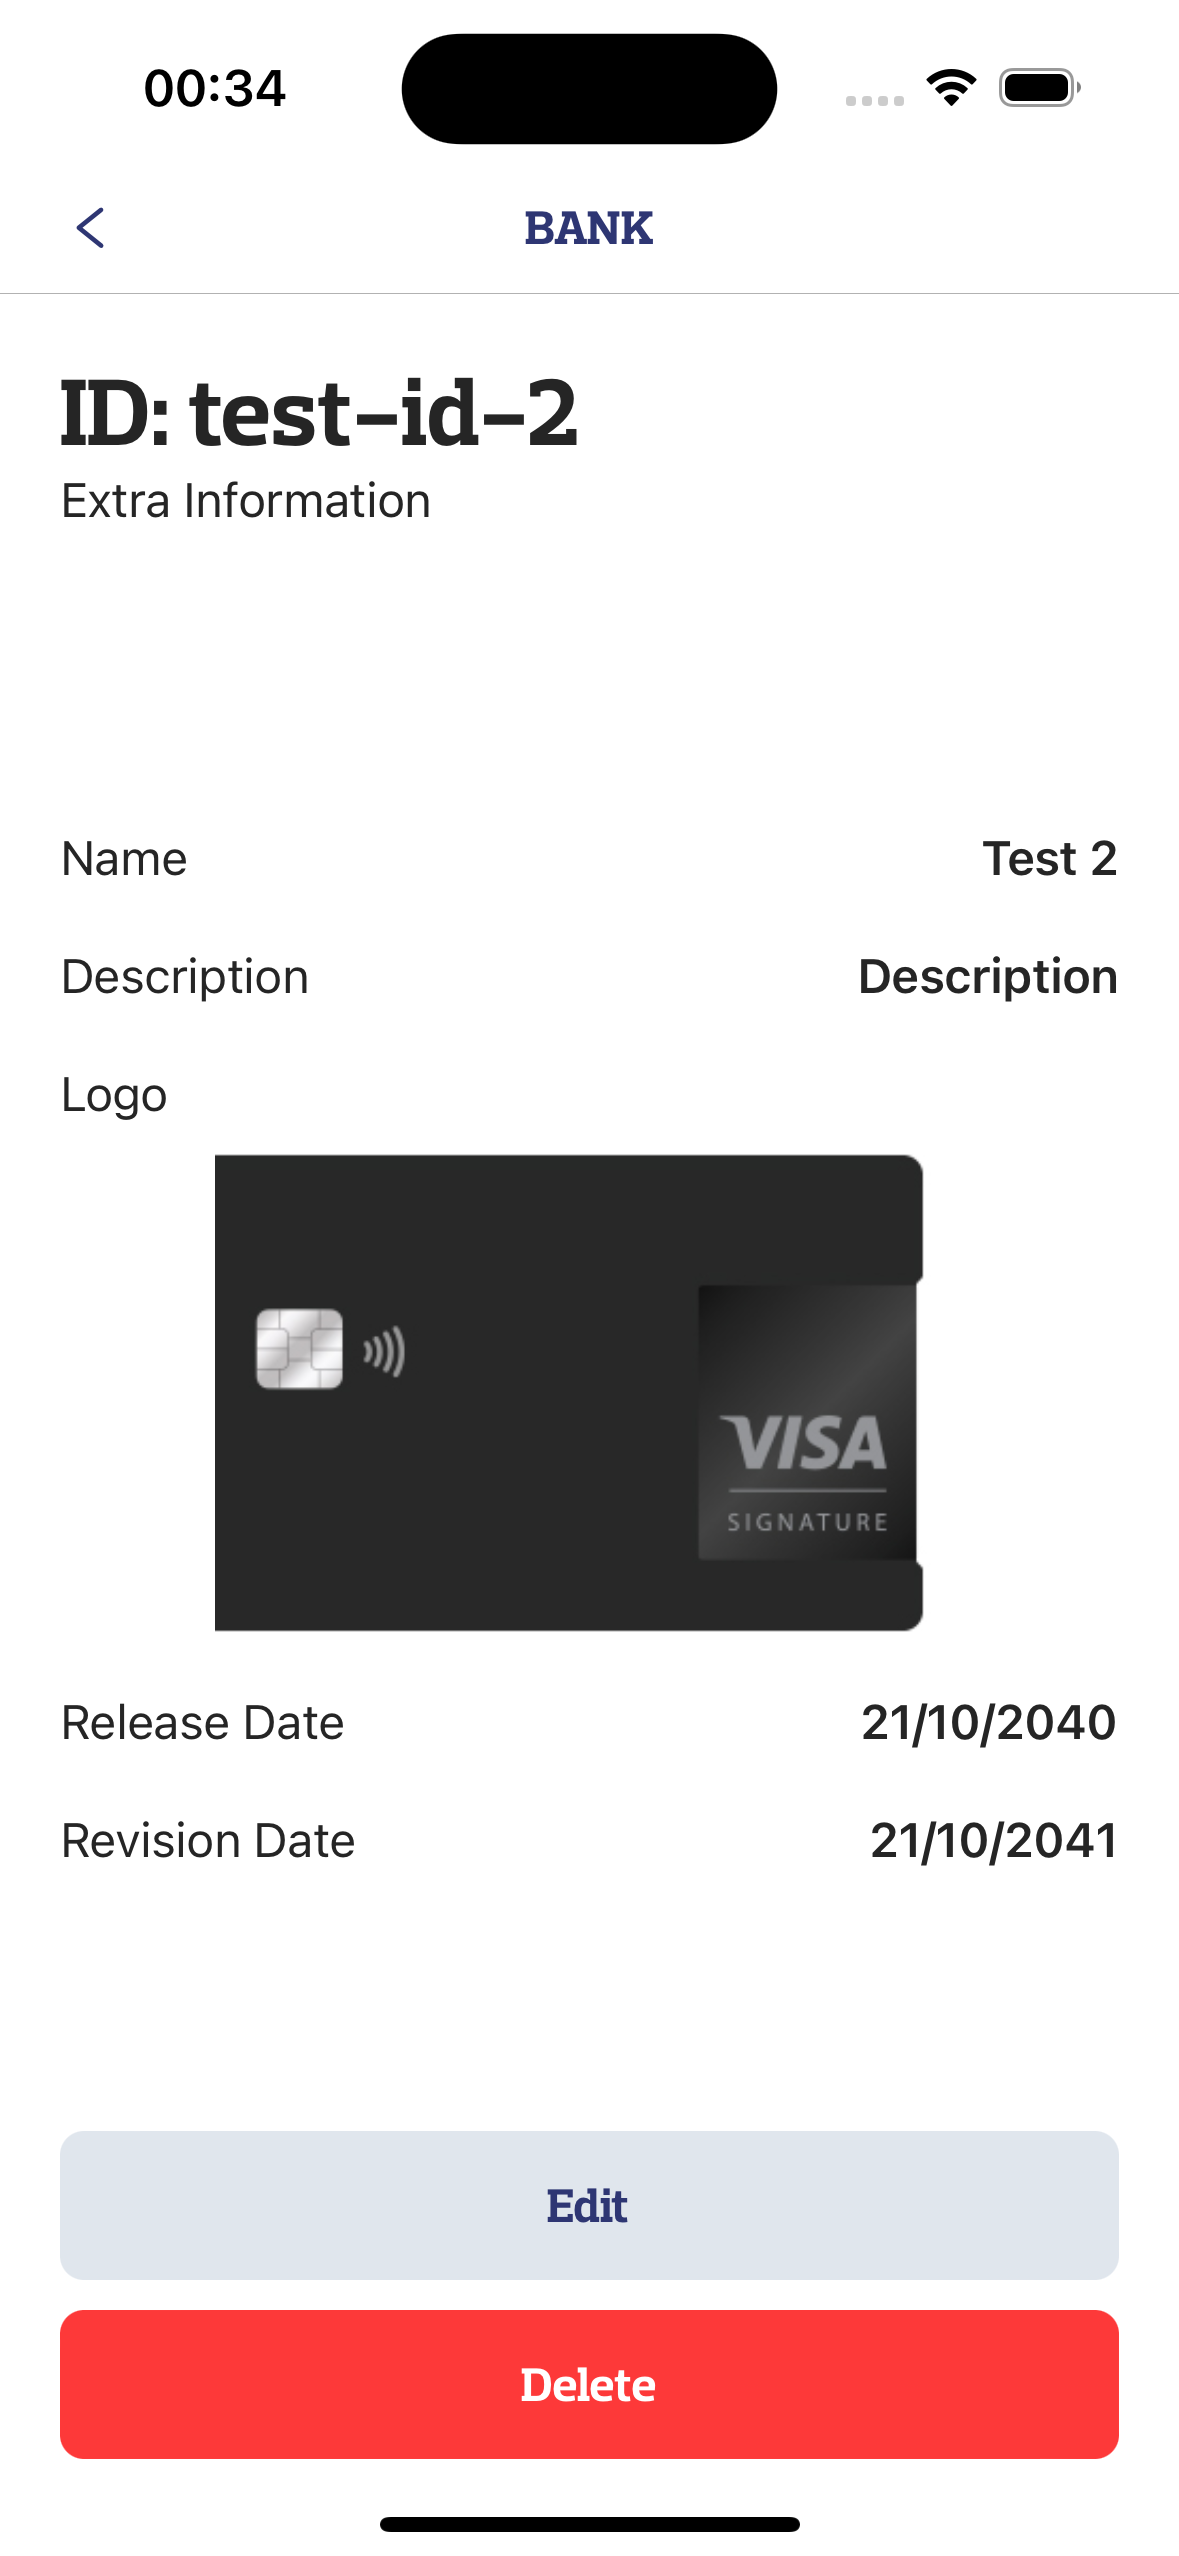 00:34
BANK
ID: test-id-2
Extra Information
Name Test 2
Description Description
Logo
VISA
SIGNATURE
Release Date 21/10/2040
Revision Date 21/10/2041
Edit
Delete